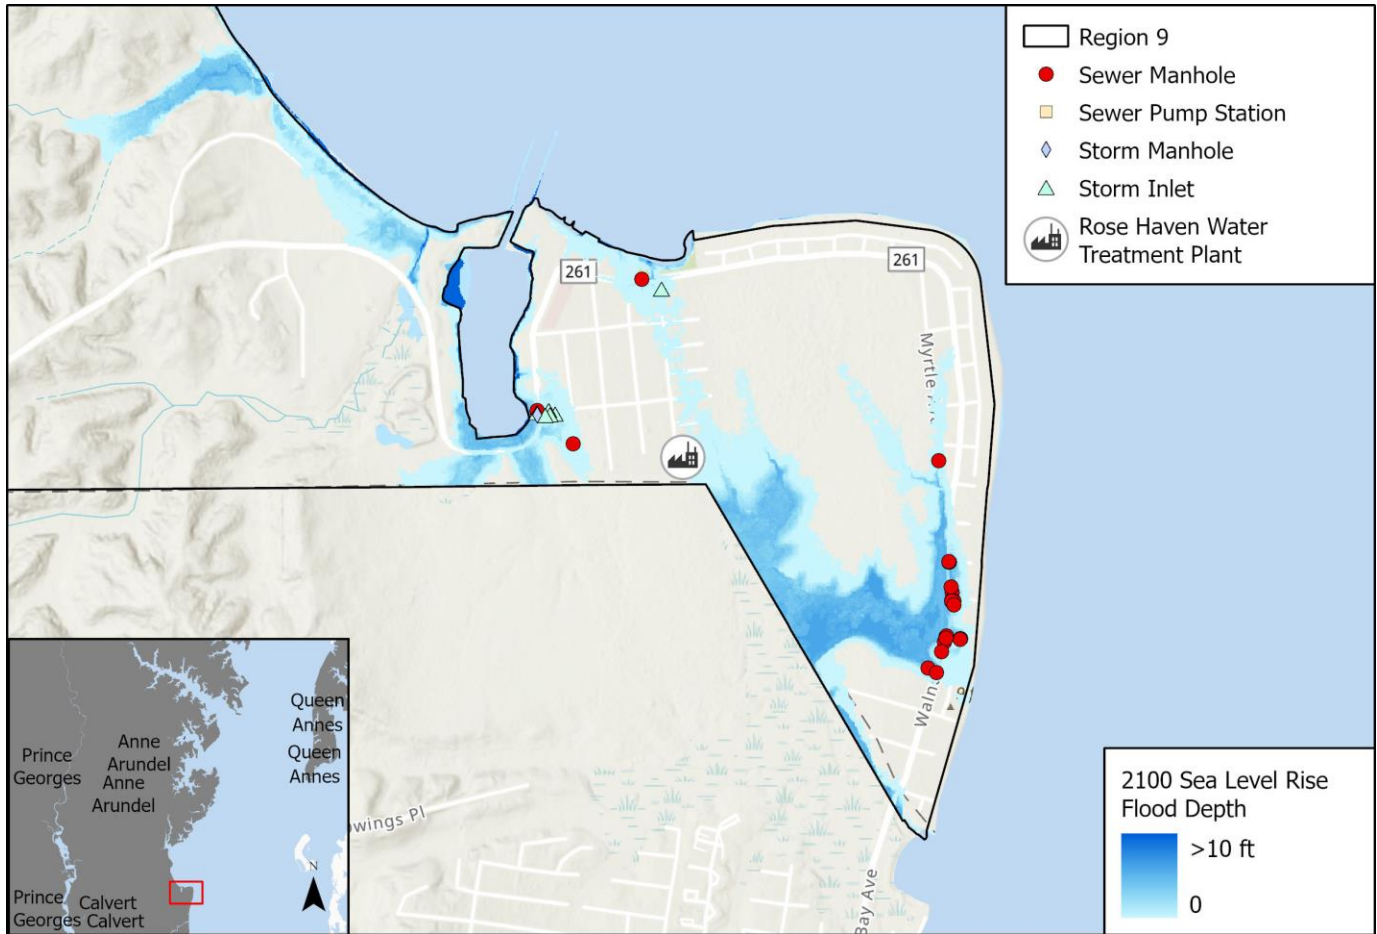 Region 9
Sewer Manhole
Sewer Pump Station
Storm Manhole
Storm Inlet
Rose Haven Water
Treatment Plant
261
261
Myrtle
Bay Ave
owings Pl
Queen
Annes
Queen
Annes
Prince
Georges
Anne
Arundel
Anne
Arundel
N
Prince
Georges
Calvert
Calvert
2100 Sea Level Rise
Flood Depth
>10 ft
0